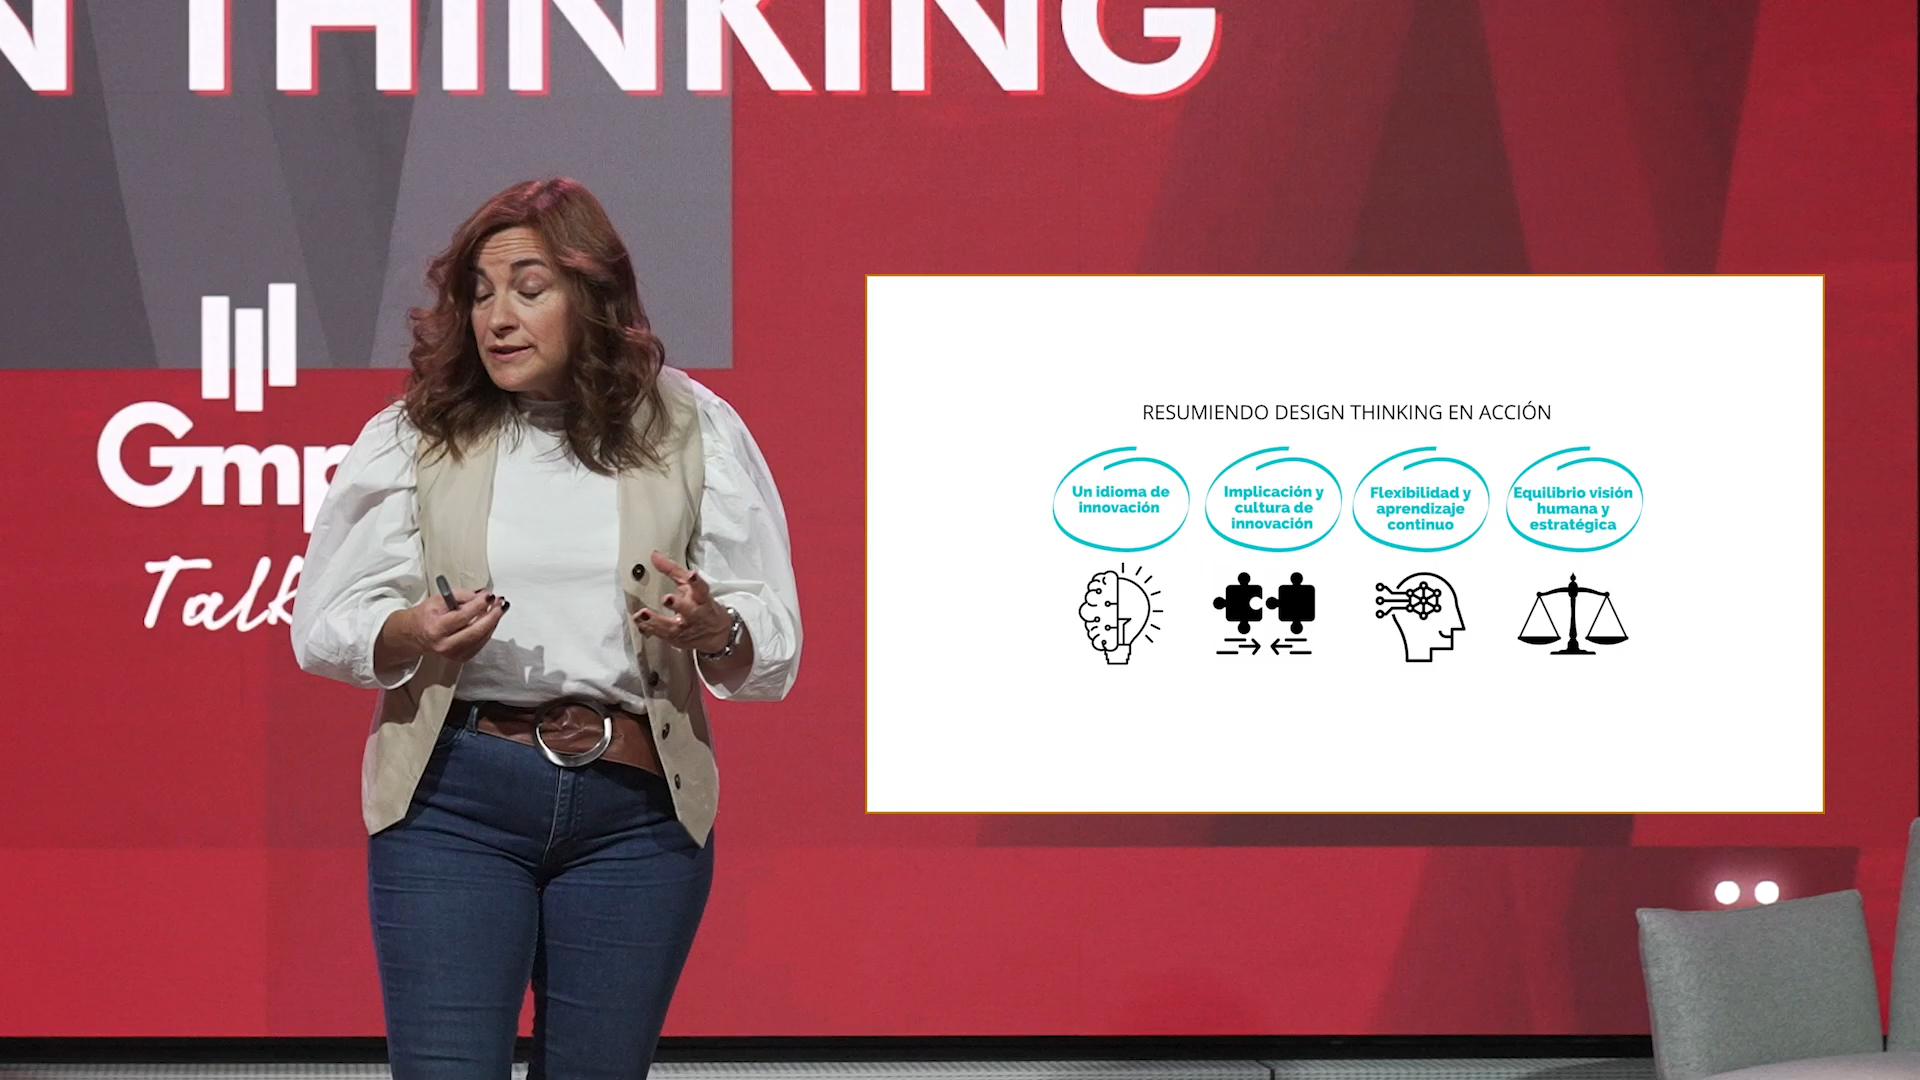 N THINKING
Gmp
Talk
RESUMIENDO DESIGN THINKING EN ACCIÓN
Un idioma de
innovación
Implicación y
cultura de
innovación
Flexibilidad y
aprendizaje
continuo
Equilibrio visión
humana y
estratégica